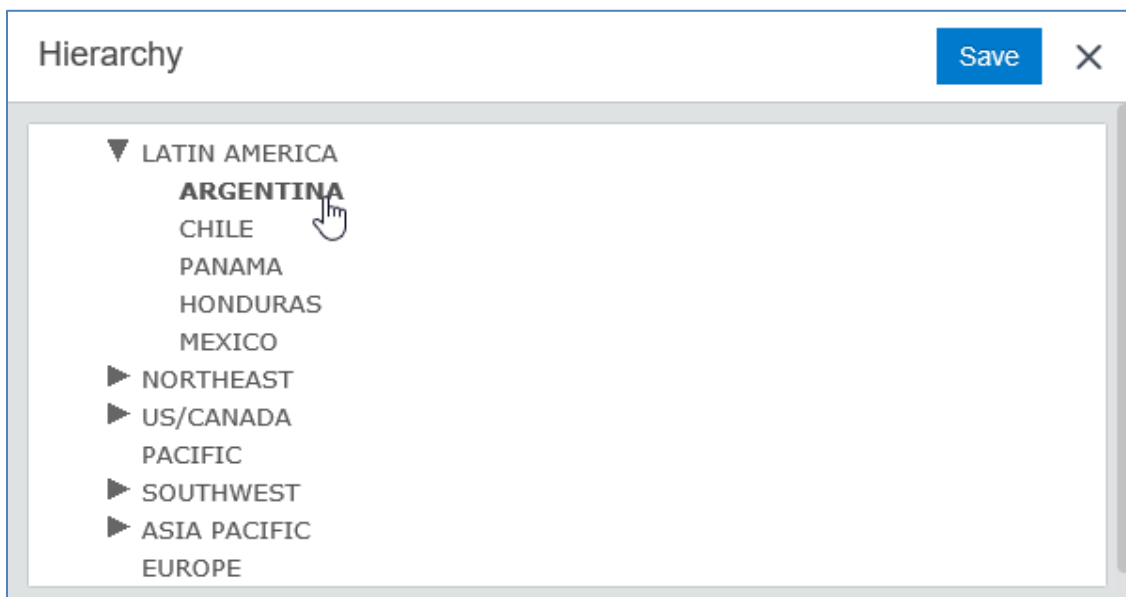 Hierarchy
Save
LATIN AMERICA
ARGENTINA
CHILE
PANAMA
HONDURAS
MEXICO
NORTHEAST
US/CANADA
PACIFIC
SOUTHWEST
ASIA PACIFIC
EUROPE